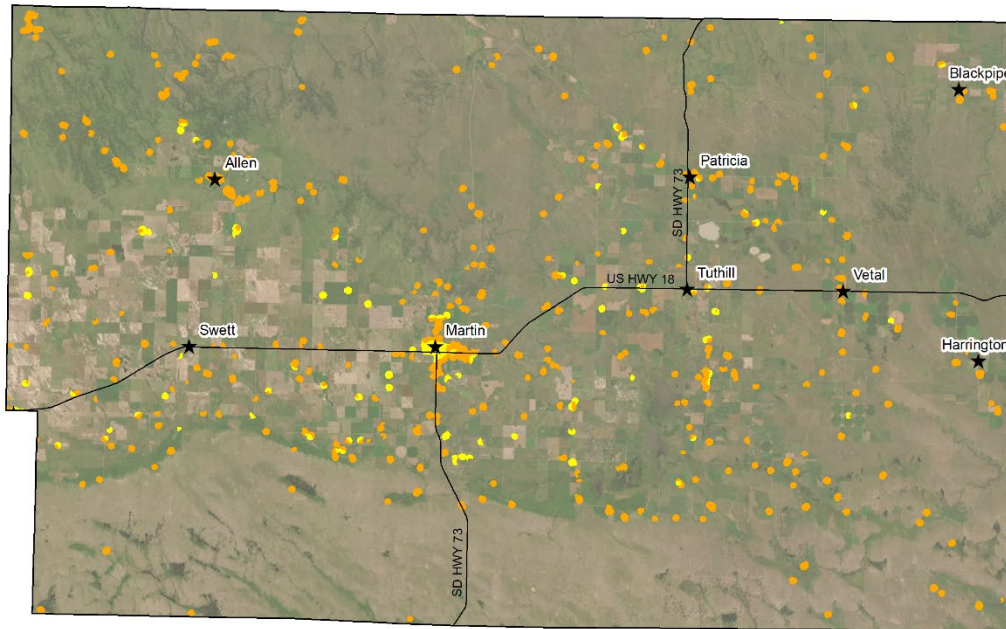 Blackpipe
Allen
Patricia
SD HWY 73
US HWY 18
Tuthill
Vetal
Swett
Martin
Harrington
SD HWY 73